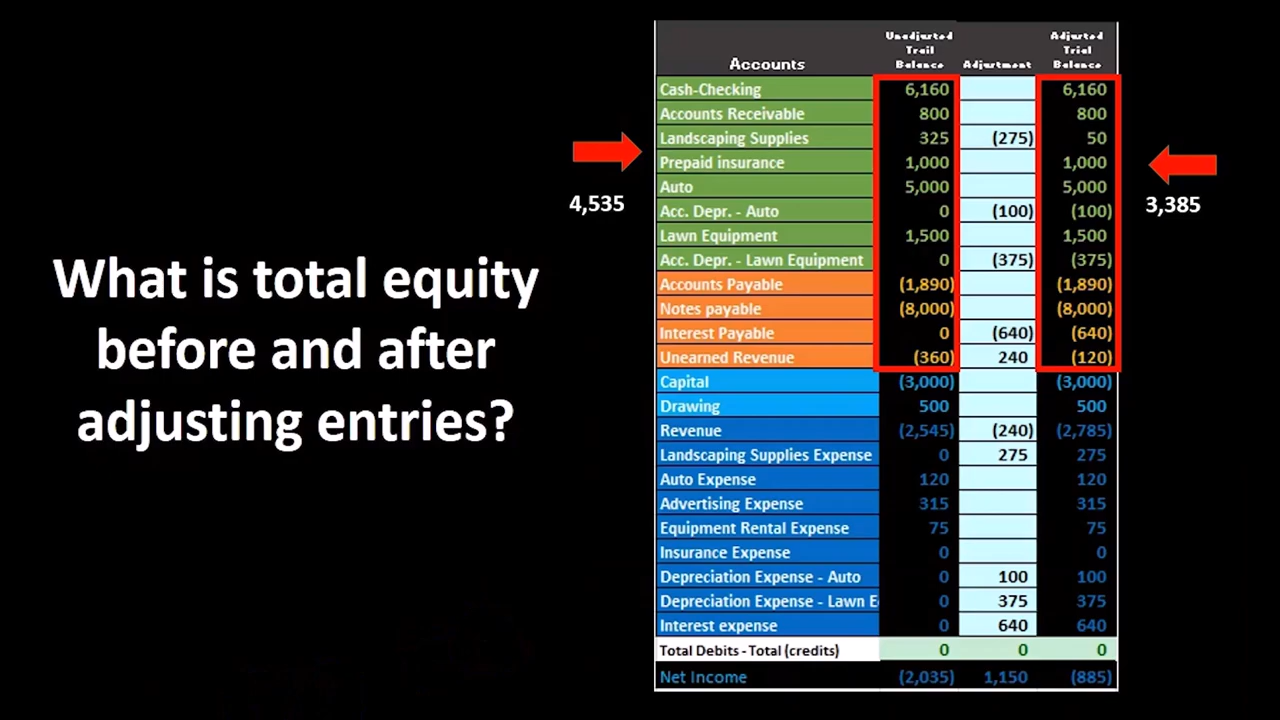 What is total equity
before and after
adjusting entries?
4,535
Accounts Unadjusted Trail Balance Adjustment Adjusted Trial Balance
Cash-Checking 6,160 6,160
Accounts Receivable 800 800
Landscaping Supplies 325 (275) 50
Prepaid insurance 1,000 1,000
Auto 5,000 5,000
Acc. Depr. - Auto 0 (100) (100)
Lawn Equipment 1,500 1,500
Acc. Depr. - Lawn Equipment 0 (375) (375)
Accounts Payable (1,890) (1,890)
Notes payable (8,000) (8,000)
Interest Payable 0 (640) (640)
Unearned Revenue (360) 240 (120)
Capital (3,000) (3,000)
Drawing 500 500
Revenue (2,545) (240) (2,785)
Landscaping Supplies Expense 0 275 275
Auto Expense 120 120
Advertising Expense 315 315
Equipment Rental Expense 75 75
Insurance Expense 0 0
Depreciation Expense - Auto 0 100 100
Depreciation Expense - Lawn E 0 375 375
Interest expense 0 640 640
Total Debits - Total (credits) 0 0 0
Net Income (2,035) 1,150 (885)
3,385